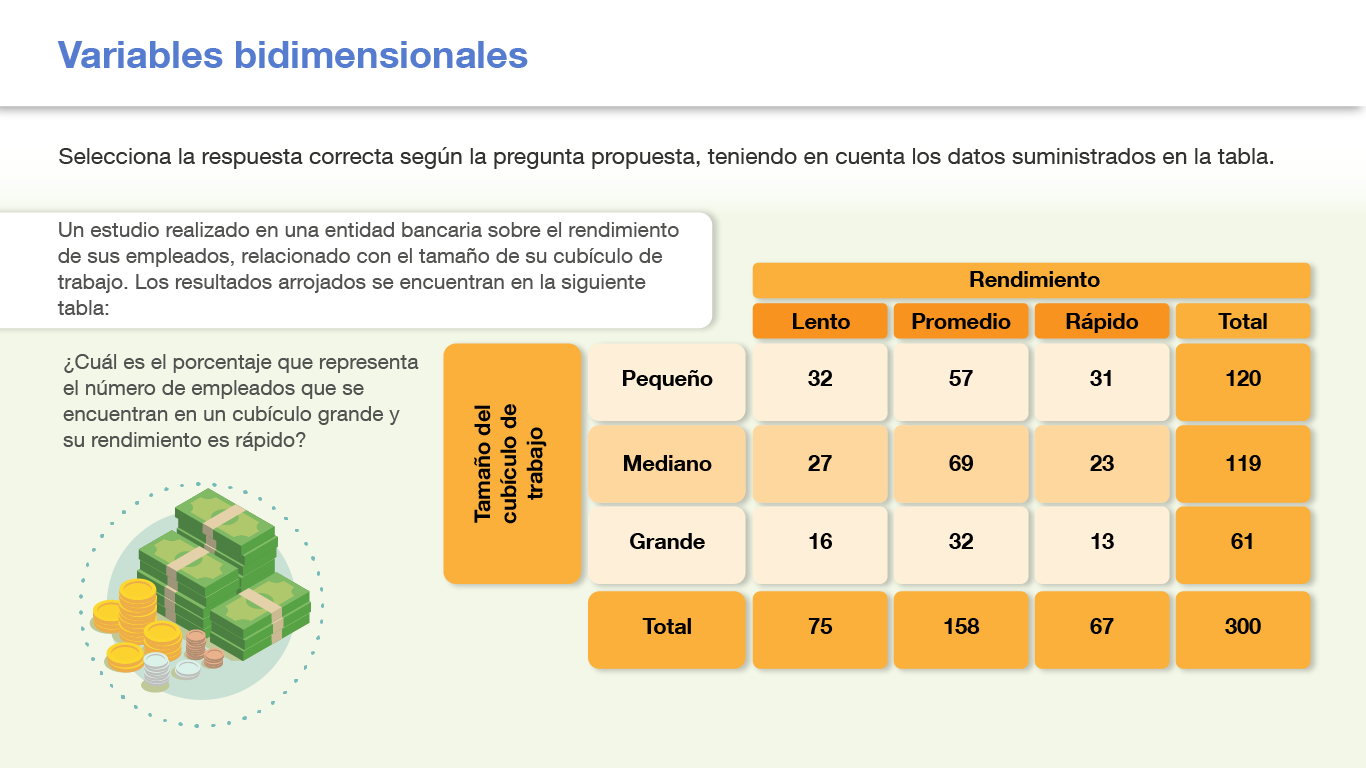 Variables bidimensionales
Selecciona la respuesta correcta según la pregunta propuesta, teniendo en cuenta los datos suministrados en la tabla.
Un estudio realizado en una entidad bancaria sobre el rendimiento
de sus empleados, relacionado con el tamaño de su cubículo de
trabajo. Los resultados arrojados se encuentran en la siguiente
tabla:
¿Cuál es el porcentaje que representa
el número de empleados que se
encuentran en un cubículo grande y
su rendimiento es rápido?
Rendimiento
Lento Promedio Rápido Total
Tamaño del
cubículo de
trabajo
Pequeño 32 57 31 120
Mediano 27 69 23 119
Grande 16 32 13 61
Total 75 158 67 300